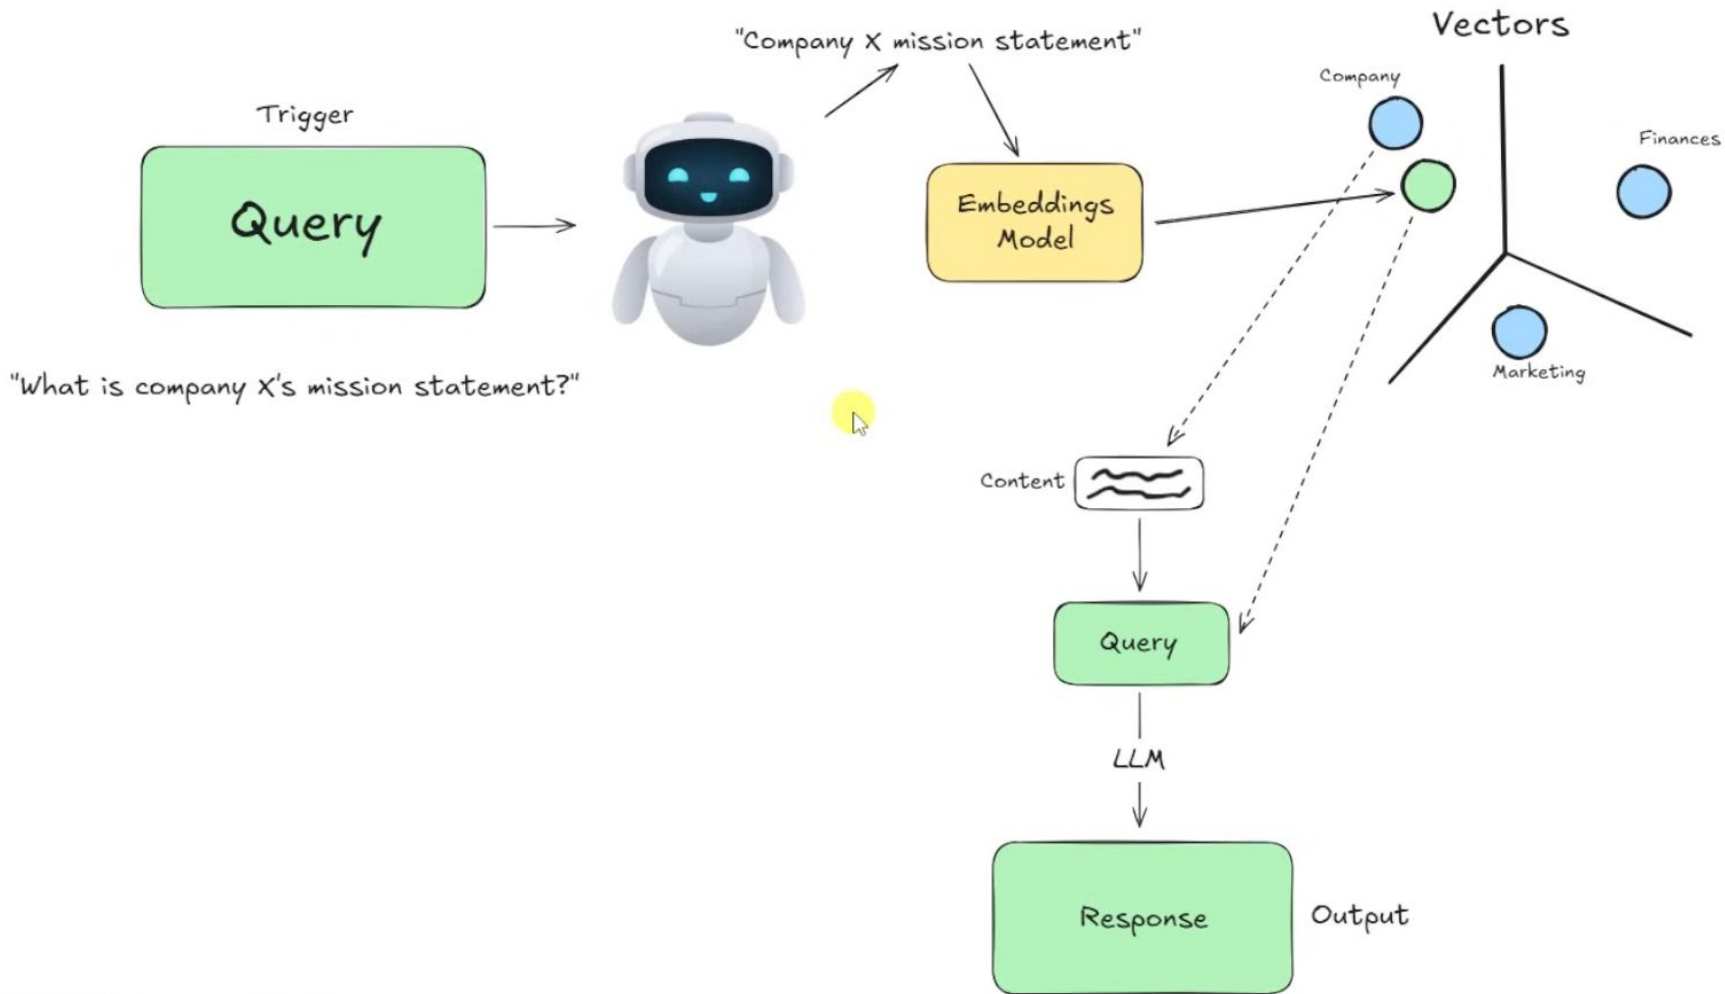 Trigger
Query
"What is company X's mission statement?"
"Company X mission statement"
Embeddings
Model
Vectors
Company
Finances
Marketing
Content
Query
LLM
Response
Output